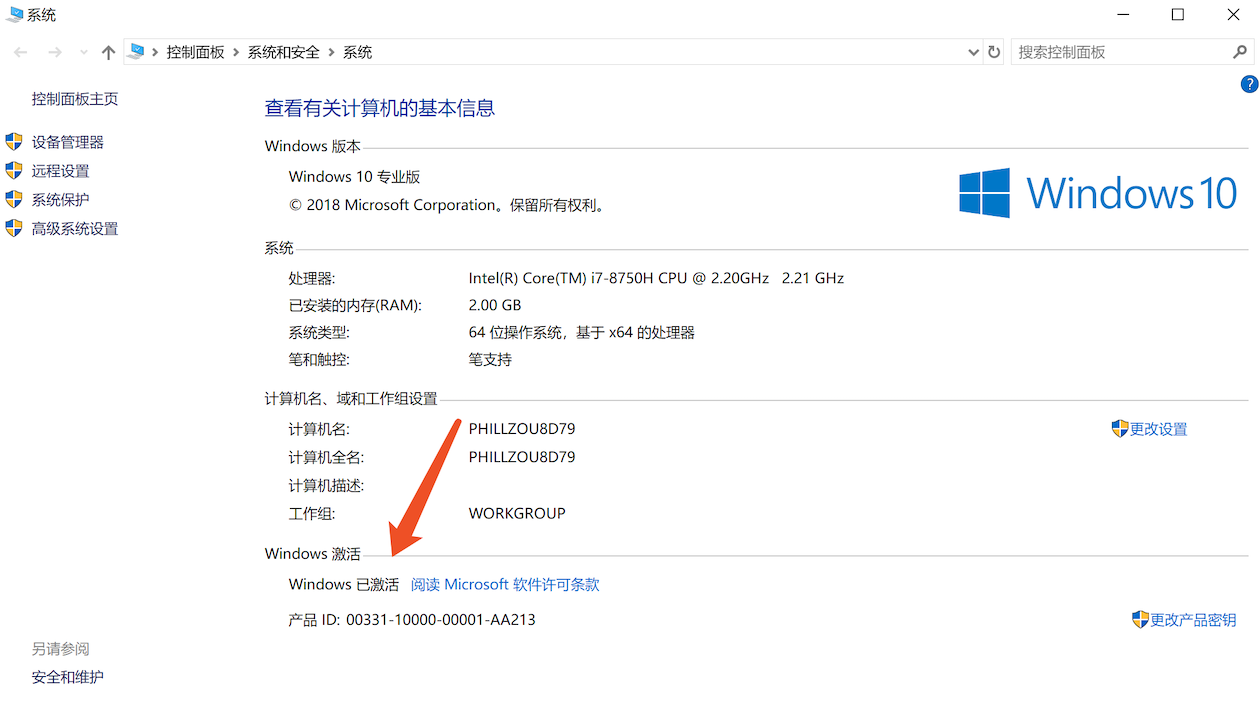 系统
控制面板 系统和安全 系统
搜索控制面板
?
控制面板主页
设备管理器
远程设置
系统保护
高级系统设置
查看有关计算机的基本信息
Windows 版本
Windows 10 专业版
© 2018 Microsoft Corporation。保留所有权利。
Windows 10
系统
处理器: Intel(R) Core(TM) i7-8750H CPU @ 2.20GHz 2.21 GHz
已安装的内存(RAM): 2.00 GB
系统类型: 64 位操作系统，基于 x64 的处理器
笔和触控: 笔支持
计算机名、域和工作组设置
计算机名: PHILLZOU8D79
更改设置
计算机全名: PHILLZOU8D79
计算机描述:
工作组: WORKGROUP
Windows 激活
Windows 已激活 阅读 Microsoft 软件许可条款
产品 ID: 00331-10000-00001-AA213
更改产品密钥
另请参阅
安全和维护